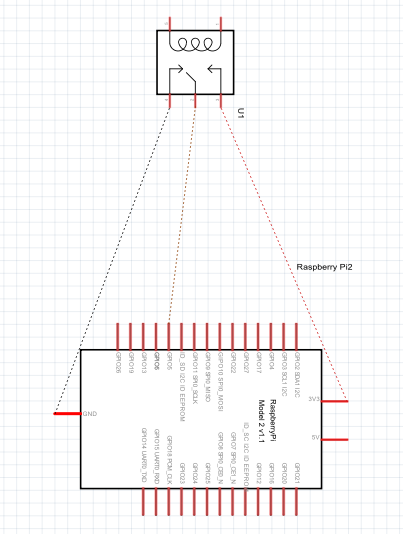 U1
Raspberry Pi2
GPIO26
GPIO19
GPIO13
GPIO5
ID_SD I2C ID EEPROM
GPIO11 SPI0_SCLK
GPIO9 SPI0_MISO
GPIO10 SPI0_MOSI
GPIO22
GPIO27
GPIO17
GPIO4
GPIO3 SCL1 I2C
GPIO2 SDA1 I2C
GND
3V3
5V
RaspberryPi
Model 2 v1.1
GPIO14 UART0_TXD
GPIO15 UART0_RXD
GPIO18 PCM_CLK
GPIO23
GPIO24
GPIO25
GPIO8 SPI0_CE0_N
GPIO7 SPI0_CE1_N
ID_SC I2C ID EEPROM
GPIO12
GPIO16
GPIO20
GPIO21